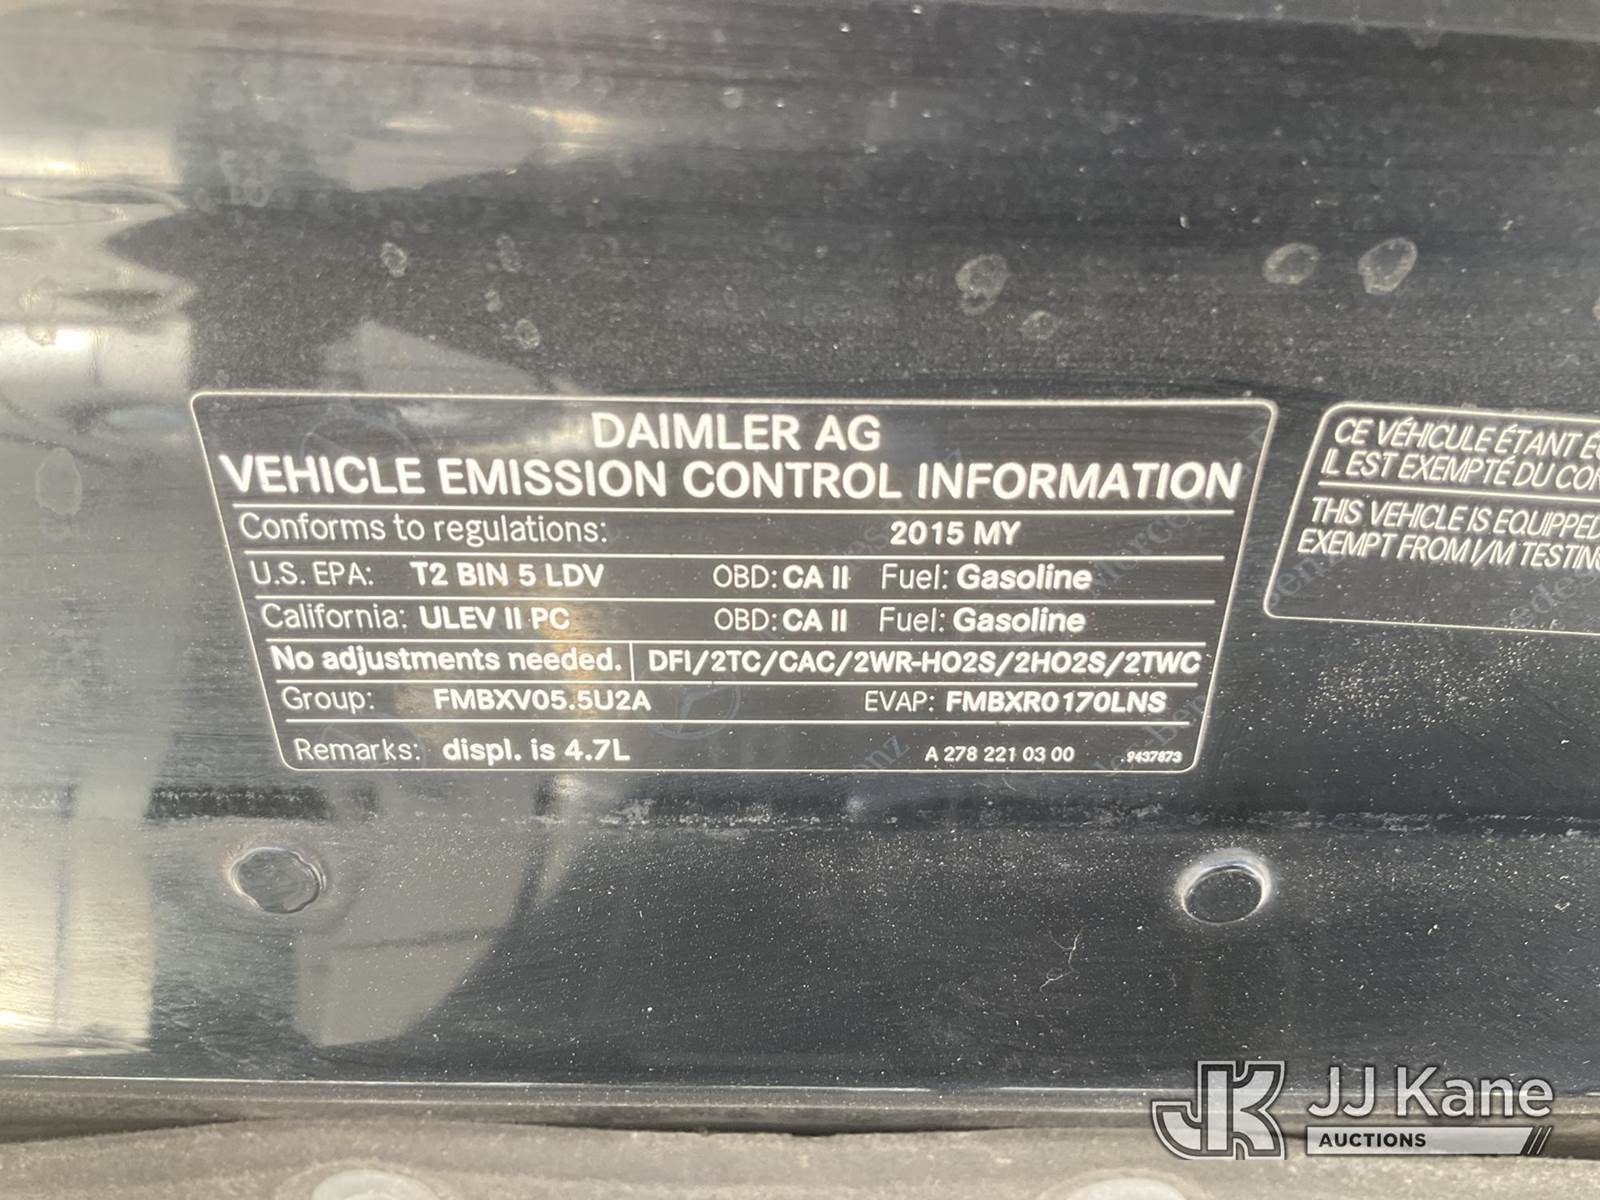 DAIMLER AG
VEHICLE EMISSION CONTROL INFORMATION
Conforms to regulations: 2015 MY
U.S. EPA: T2 BIN 5 LDV OBD: CA II Fuel: Gasoline
California: ULEV II PC OBD: CA II Fuel: Gasoline
No adjustments needed. DFI/2TC/CAC/2WR-HO2S/2HO2S/2TWC
Group: FMBXV05.5U2A EVAP: FMBXR0170LNS
Remarks: displ. is 4.7L A 278 221 03 00 .9437873
CE VÉHICULE ÉTANT
IL EST EXEMPTÉ DU
THIS VEHICLE IS EQUIPPED
EXEMPT FROM I/M TESTING
JK JJ Kane
AUCTIONS